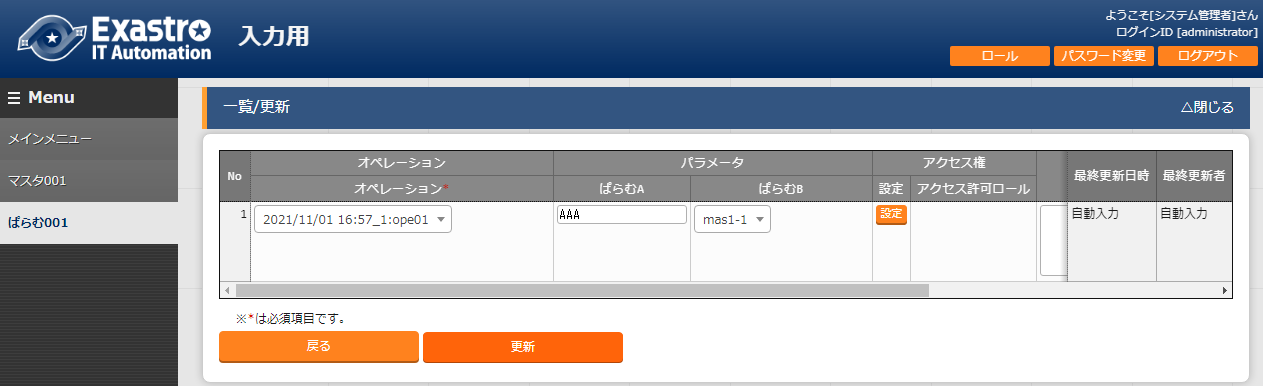 Exastro
IT Automation
入力用
ようこそ[システム管理者]さん
ログインID [administrator]
ロール
パスワード変更
ログアウト
Menu
メインメニュー
マスタ001
ぱらむ001
一覧/更新
△閉じる
No
オペレーション
パラメータ
アクセス権
最終更新日時
最終更新者
オペレーション*
ぱらむA
ぱらむB
設定
アクセス許可ロール
1
2021/11/01 16:57_1:ope01
AAA
mas1-1
設定
自動入力
自動入力
※*は必須項目です。
戻る
更新